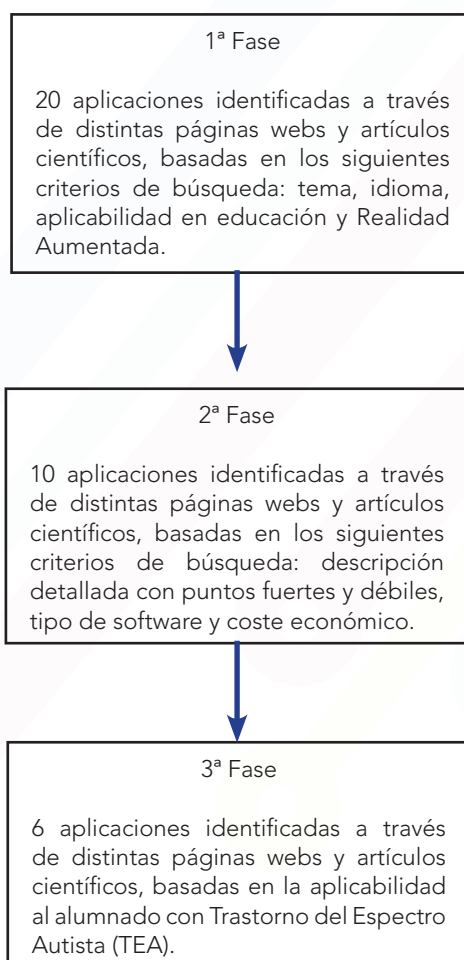 1ª Fase
20 aplicaciones identificadas a través
de distintas páginas webs y artículos
científicos, basadas en los siguientes
criterios de búsqueda: tema, idioma,
aplicabilidad en educación y Realidad
Aumentada.
2ª Fase
10 aplicaciones identificadas a través
de distintas páginas webs y artículos
científicos, basadas en los siguientes
criterios de búsqueda: descripción
detallada con puntos fuertes y débiles,
tipo de software y coste económico.
3ª Fase
6 aplicaciones identificadas a través
de distintas páginas webs y artículos
científicos, basadas en la aplicabilidad
al alumnado con Trastorno del Espectro
Autista (TEA).